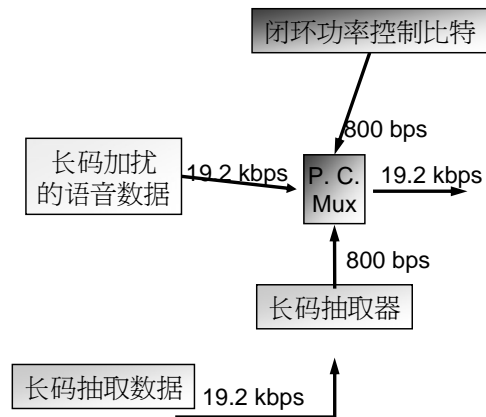 闭环功率控制比特
800 bps
长码加扰
的语音数据
19.2 kbps
P. C.
Mux
19.2 kbps
800 bps
长码抽取器
长码抽取数据
19.2 kbps